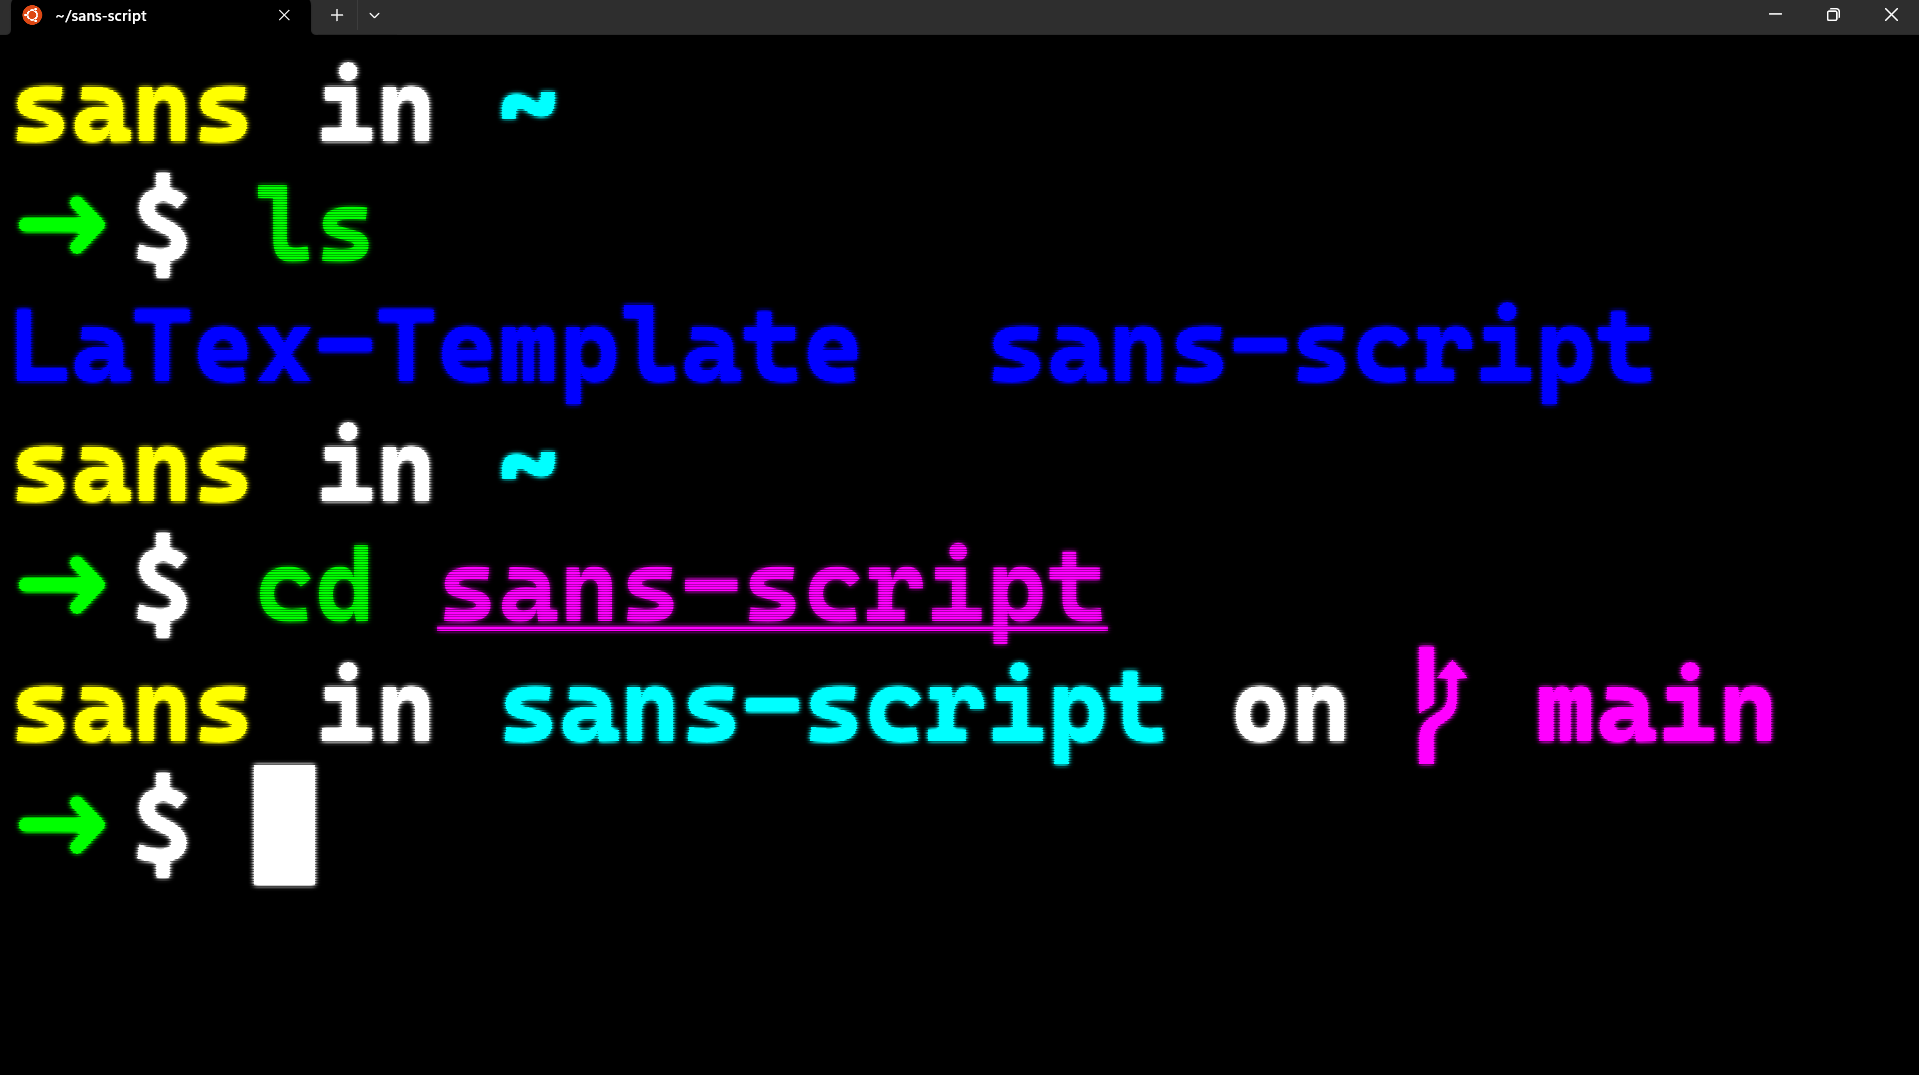 ~/sans-script
sans in ~
➜ $ ls
LaTex-Template  sans-script
sans in ~
➜ $ cd sans-script
sans in sans-script on  main
➜ $